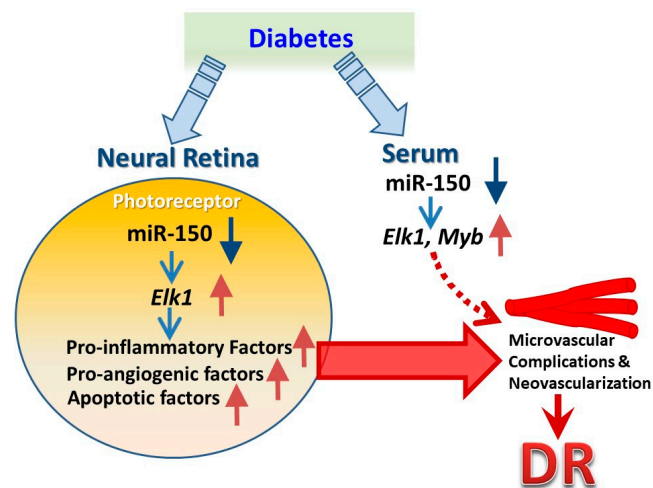 Diabetes
Neural Retina
Photoreceptor
miR-150
Elk1
Pro-inflammatory Factors
Pro-angiogenic factors
Apoptotic factors
Serum
miR-150
Elk1, Myb
Microvascular
Complications &
Neovascularization
DR